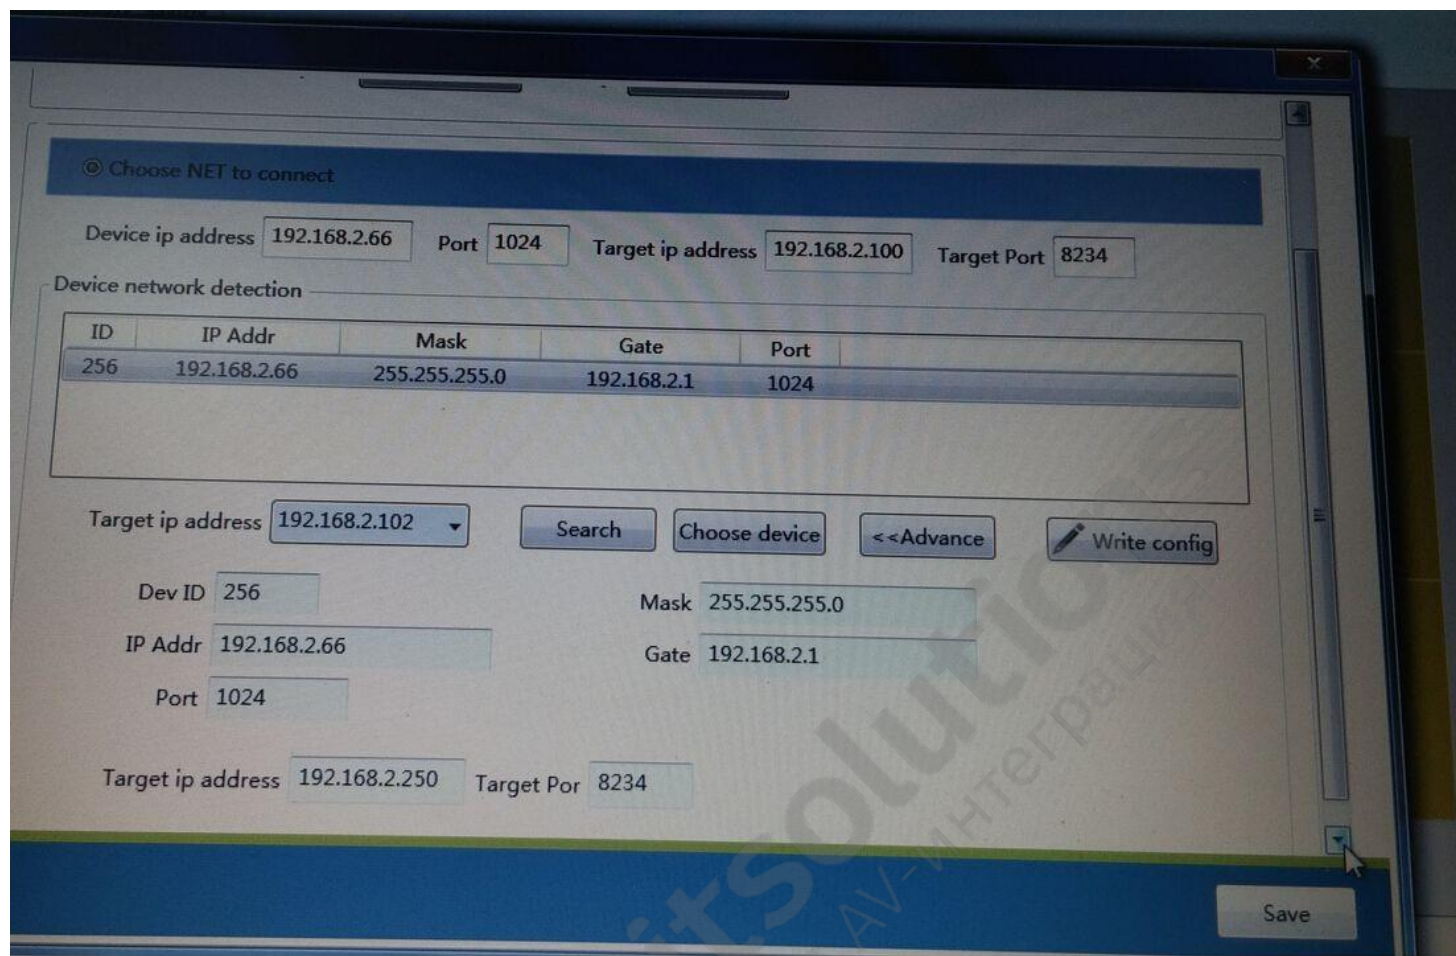 X
Choose NET to connect
Device ip address 192.168.2.66 Port 1024 Target ip address 192.168.2.100 Target Port 8234
Device network detection
ID IP Addr Mask Gate Port
256 192.168.2.66 255.255.255.0 192.168.2.1 1024
Target ip address 192.168.2.102 Search Choose device <<Advance Write config
Dev ID 256 Mask 255.255.255.0
IP Addr 192.168.2.66 Gate 192.168.2.1
Port 1024
Target ip address 192.168.2.250 Target Por 8234
Save
itsolutions
AV-интеграция